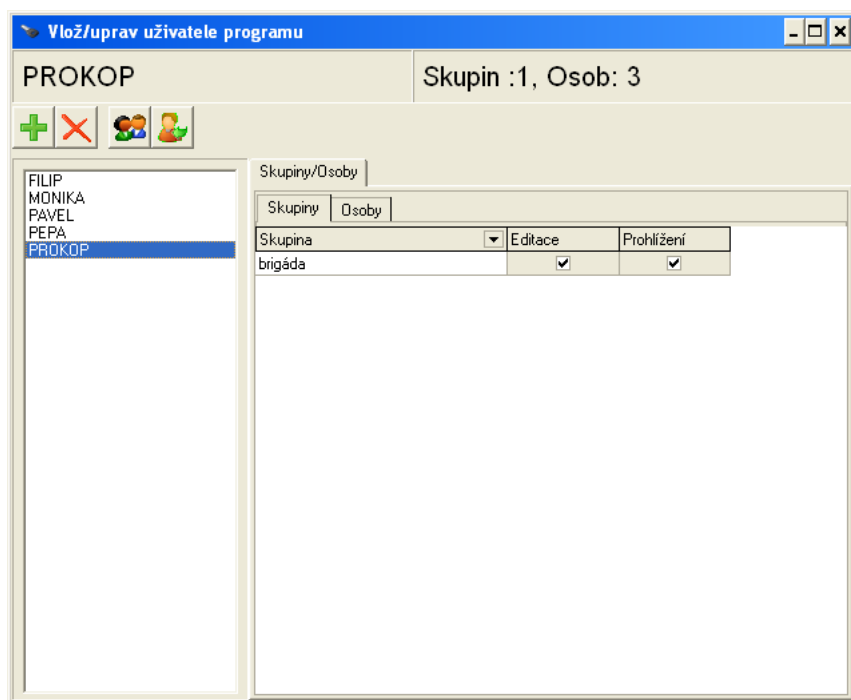 Vlož/uprav uživatele programu
PROKOP
Skupin :1, Osob: 3
FILIP
MONIKA
PAVEL
PEPA
PROKOP
Skupiny/Osoby
Skupiny Osoby
Skupina Editace Prohlížení
brigáda